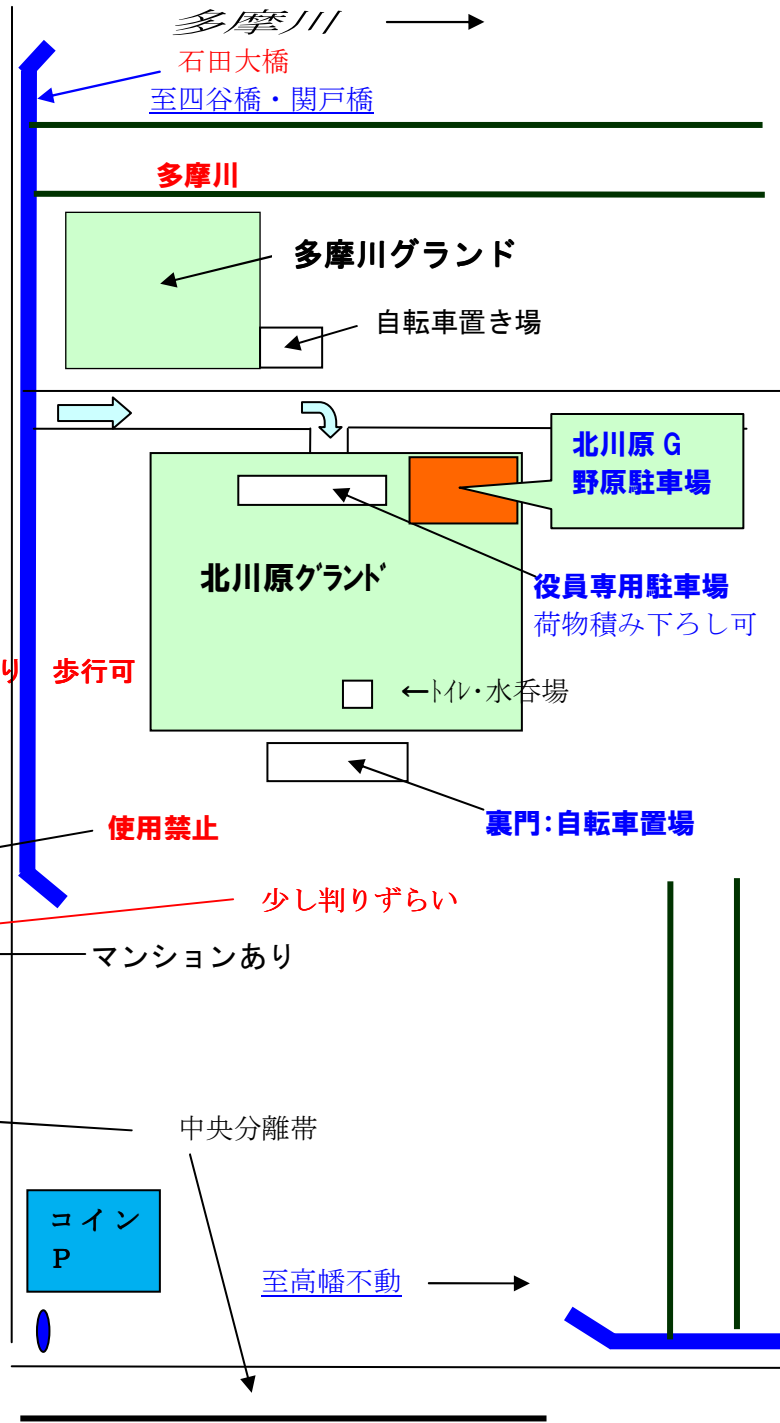 多摩川
石田大橋
至四谷橋・関戸橋
多摩川
多摩川グランド
自転車置き場
北川原 G
野原駐車場
北川原グランド
役員専用駐車場
荷物積み下ろし可
り 歩行可
←トイレ・水呑場
使用禁止
裏門:自転車置場
少し判りずらい
マンションあり
中央分離帯
コイン
P
至高幡不動